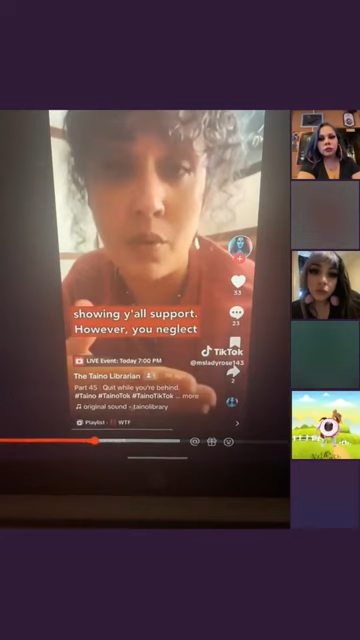 showing y'all support.
However, you neglect
33
23
TikTok
@msladyrose143
2
LIVE Event: Today 7:00 PM
The Taino Librarian
Part 45 · Quit while you're behind,
#Taino #TainoTok #TainoTikTok ... more
original sound - tainolibrary
Playlist · WTF